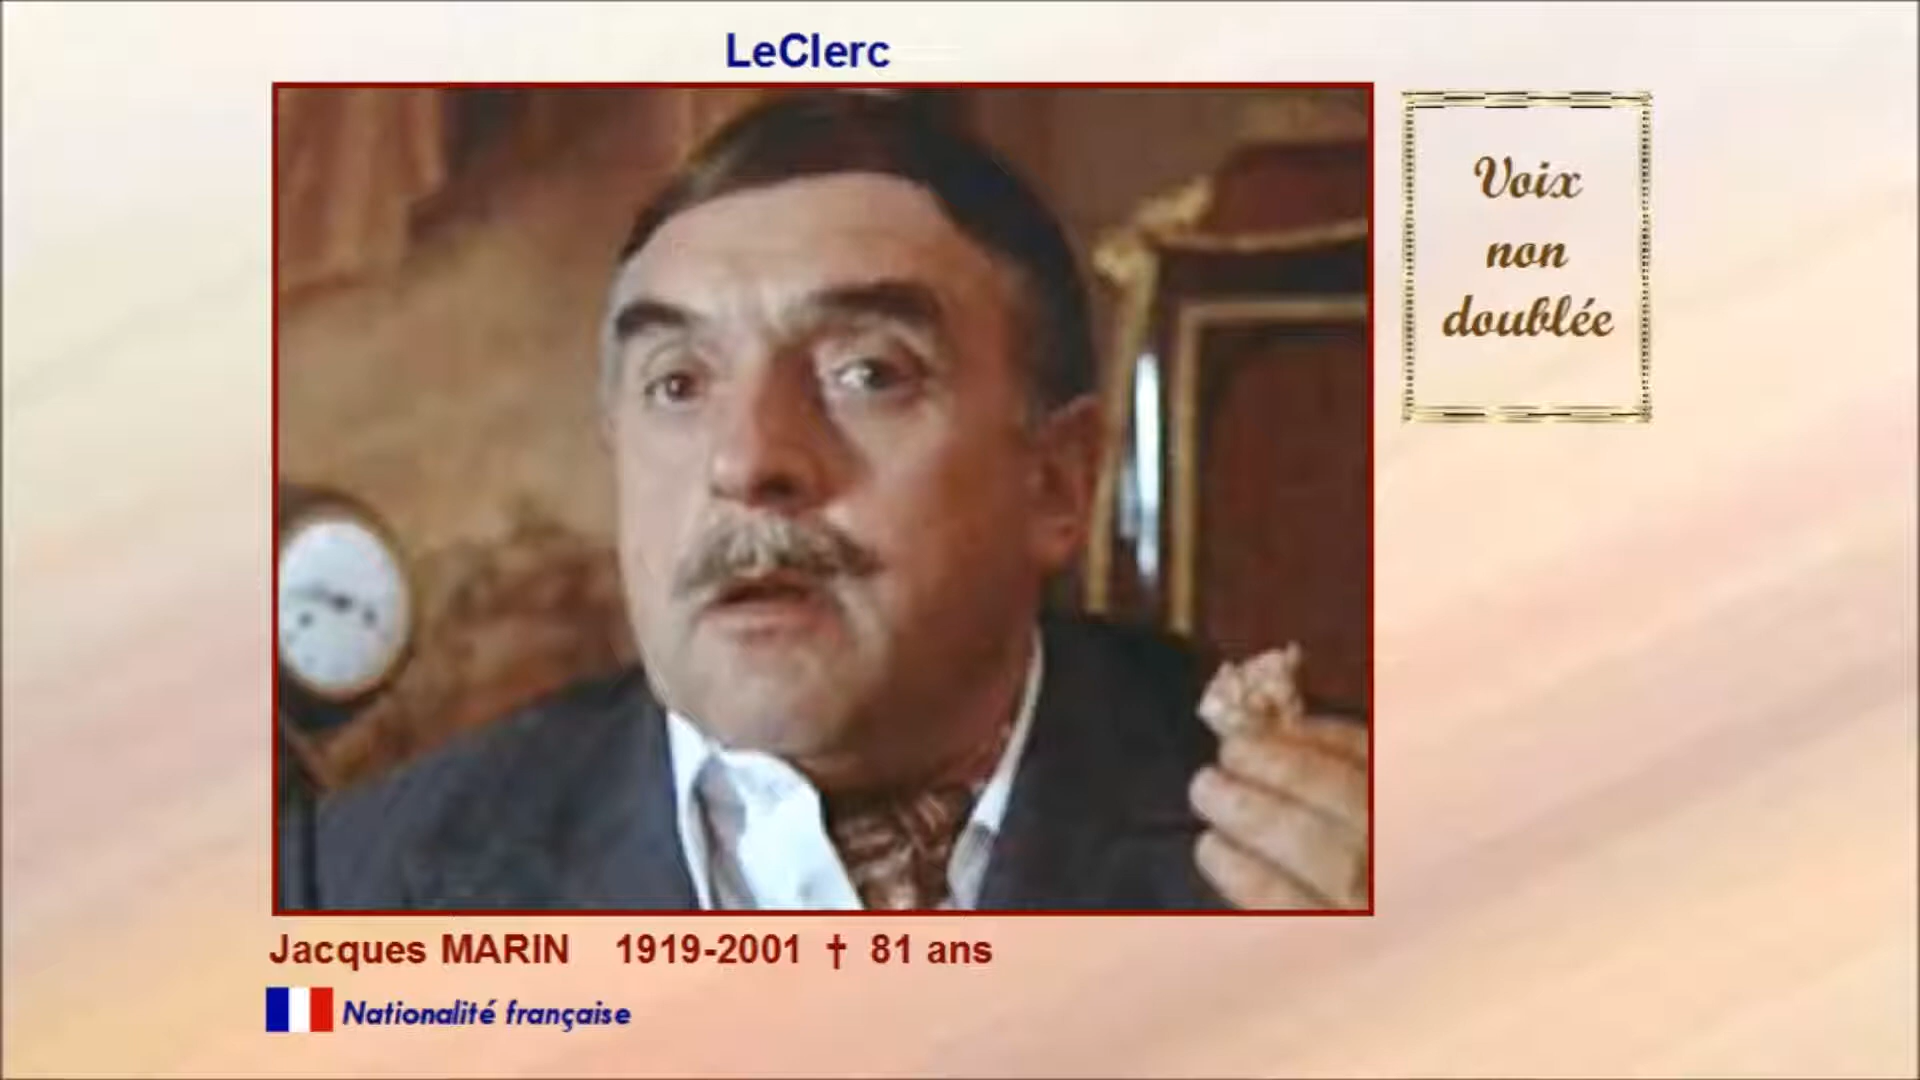 LeClerc
Voix
non
doublée
Jacques MARIN 1919-2001 † 81 ans
Nationalité française